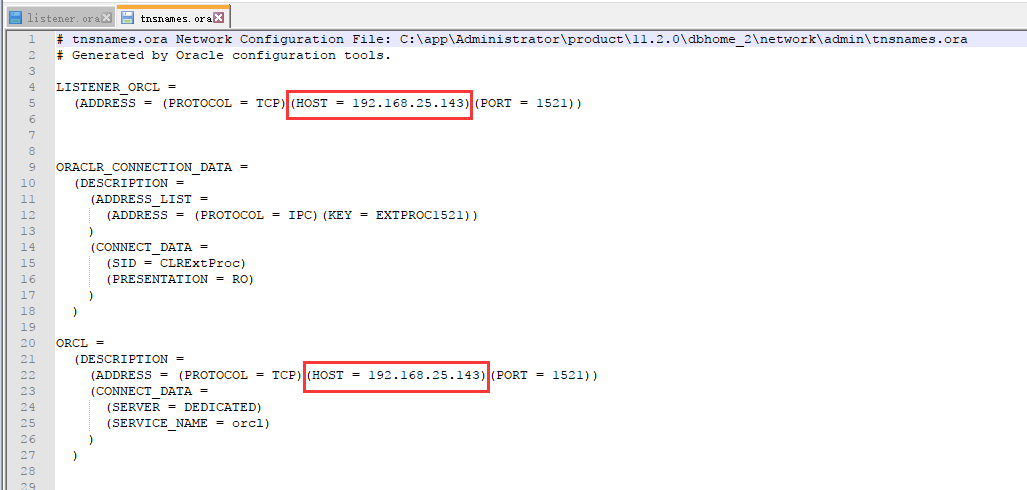 listener.ora tnsnames.ora
1 # tnsnames.ora Network Configuration File: C:\app\Administrator\product\11.2.0\dbhome_2\network\admin\tnsnames.ora
2 # Generated by Oracle configuration tools.
3
4 LISTENER_ORCL =
5   (ADDRESS = (PROTOCOL = TCP)(HOST = 192.168.25.143)(PORT = 1521))
6
7
8
9 ORACLR_CONNECTION_DATA =
10   (DESCRIPTION =
11     (ADDRESS_LIST =
12       (ADDRESS = (PROTOCOL = IPC)(KEY = EXTPROC1521))
13     )
14     (CONNECT_DATA =
15       (SID = CLRExtProc)
16       (PRESENTATION = RO)
17     )
18   )
19
20 ORCL =
21   (DESCRIPTION =
22     (ADDRESS = (PROTOCOL = TCP)(HOST = 192.168.25.143)(PORT = 1521))
23     (CONNECT_DATA =
24       (SERVER = DEDICATED)
25       (SERVICE_NAME = orcl)
26     )
27   )
28
29